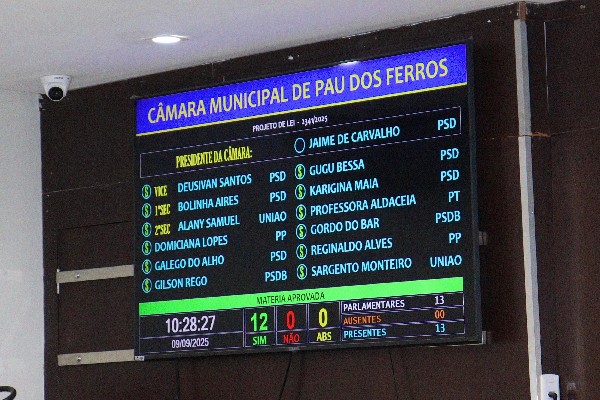 CÂMARA MUNICIPAL DE PAU DOS FERROS
PROJETO DE LEI - 2341/2025
PRESIDENTE DA CÂMARA: JAIME DE CARVALHO PSD
S VICE DEUSIVAN SANTOS PSD
S 1ºSEC BOLINHA AIRES PSD
S 2ºSEC ALANY SAMUEL UNIAO
S DOMICIANA LOPES PP
S GALEGO DO ALHO PSD
S GILSON REGO PSDB
S GUGU BESSA PSD
S KARIGINA MAIA PSD
S PROFESSORA ALDACEIA PT
S GORDO DO BAR PSDB
S REGINALDO ALVES PP
S SARGENTO MONTEIRO UNIAO
MATERIA APROVADA
10:28:27
09/09/2025
12 SIM
0 NÃO
0 ABS
PARLAMENTARES 13
AUSENTES 00
PRESENTES 13